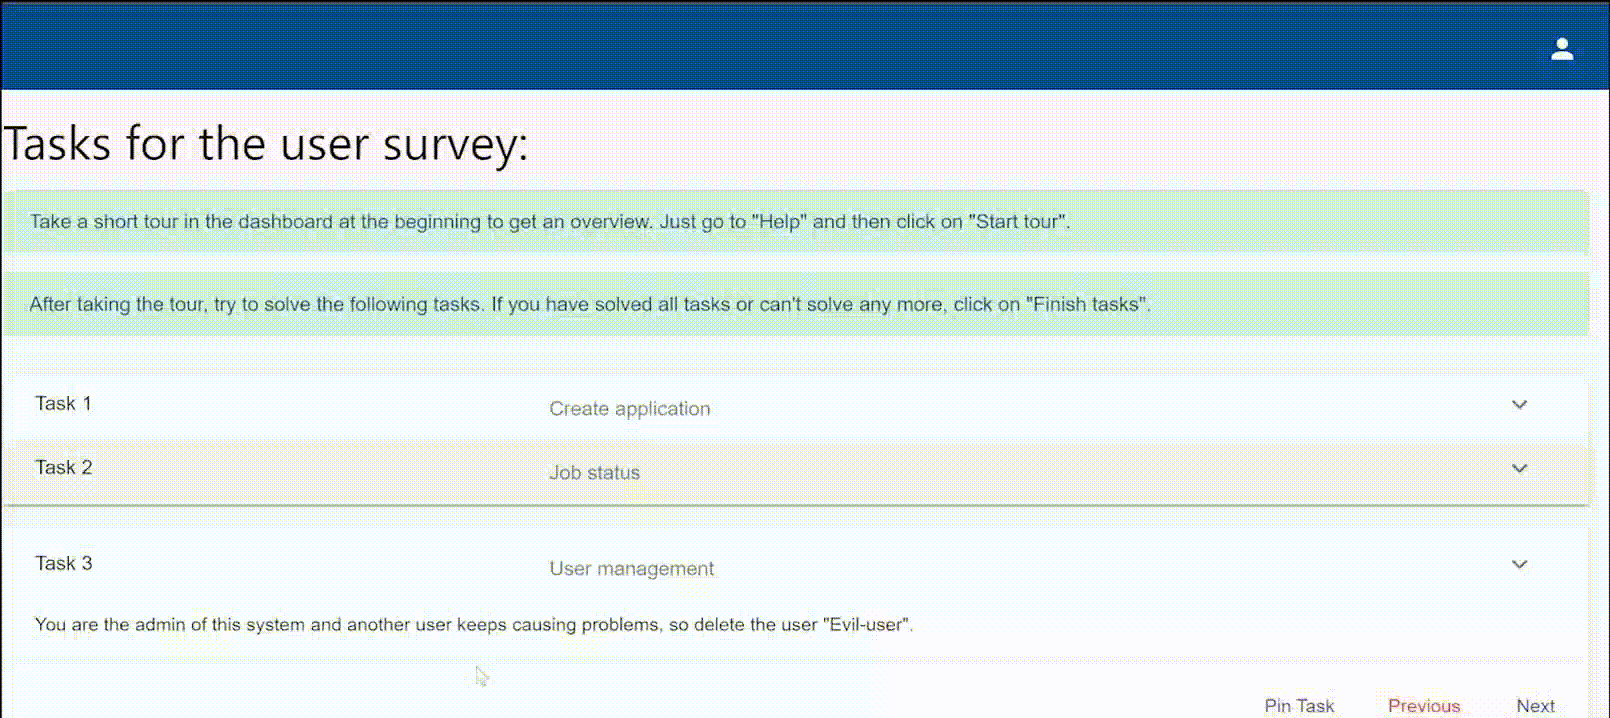 Tasks for the user survey:
Take a short tour in the dashboard at the beginning to get an overview. Just go to "Help" and then click on "Start tour".
After taking the tour, try to solve the following tasks. If you have solved all tasks or can't solve any more, click on "Finish tasks".
Task 1 Create application
Task 2 Job status
Task 3 User management
You are the admin of this system and another user keeps causing problems, so delete the user "Evil-user".
Pin Task Previous Next